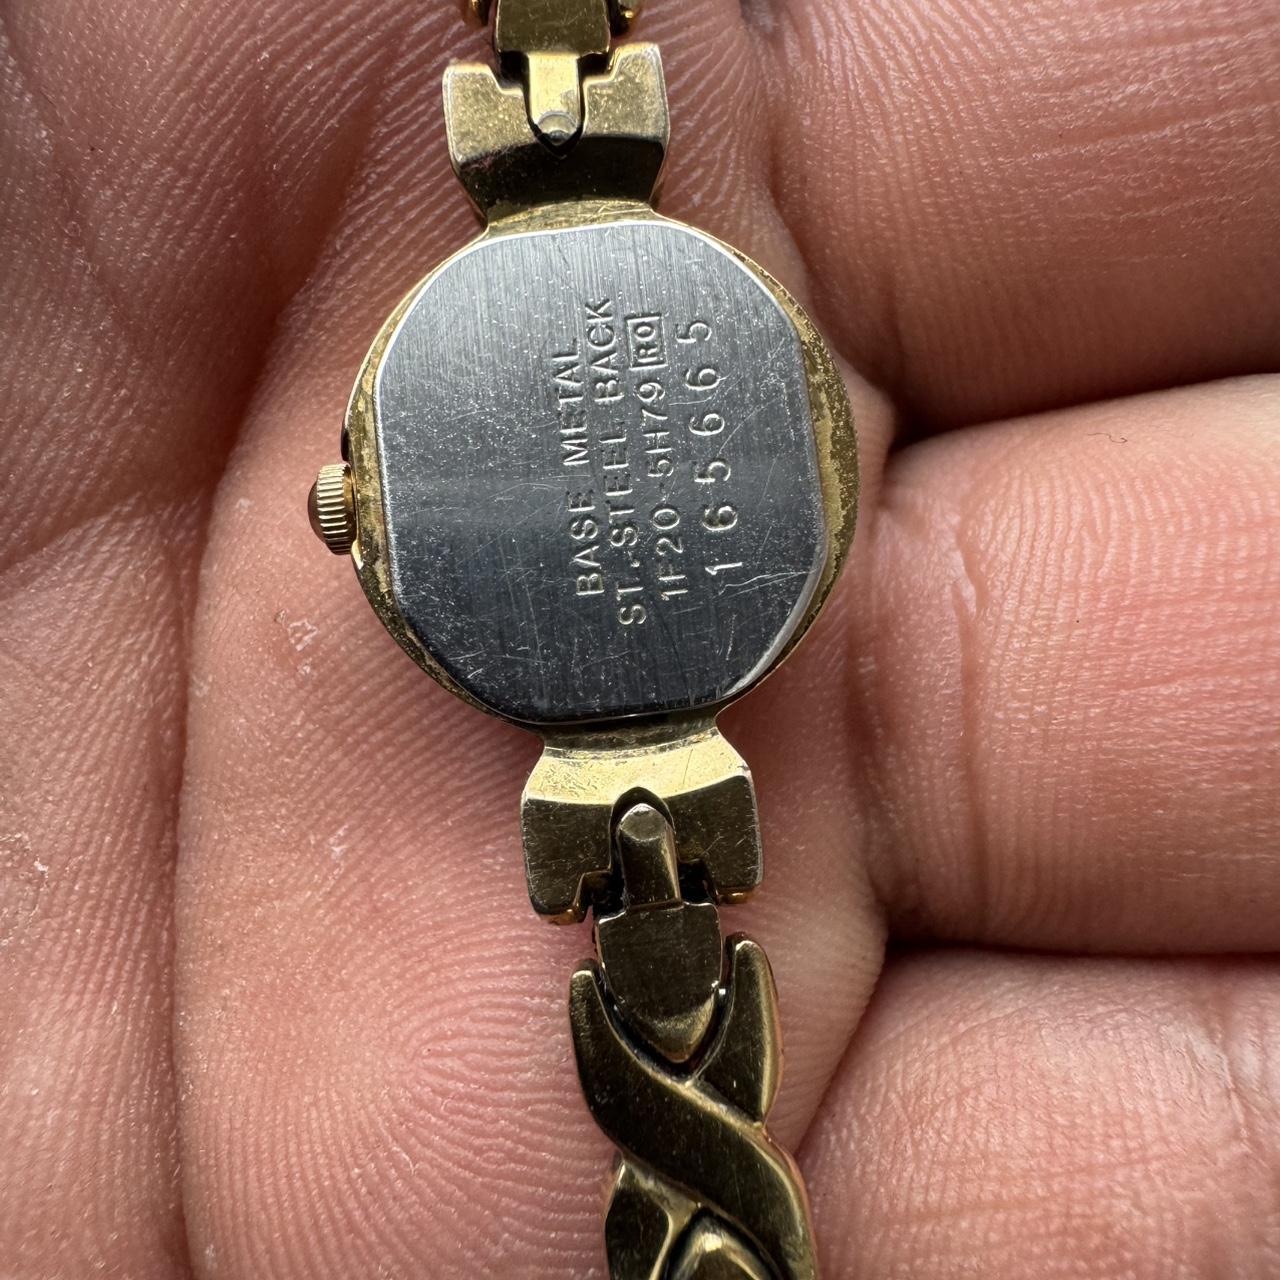 BASE METAL
ST. STEEL BACK
1F20-5H79 R0
165665